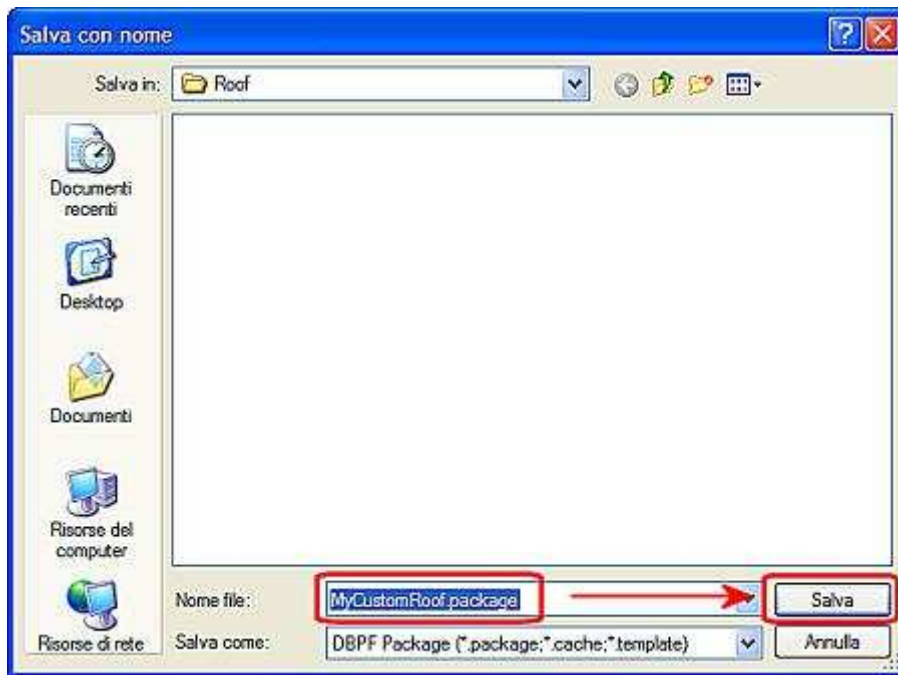 Salva con nome
Salva in:
Roof
Documenti
recenti
Desktop
Documenti
Risorse del
computer
Risorse di rete
Nome file:
MyCustomRoof.package
Salva
Salva come:
DBPF Package (*.package;*.cache;*.template)
Annulla